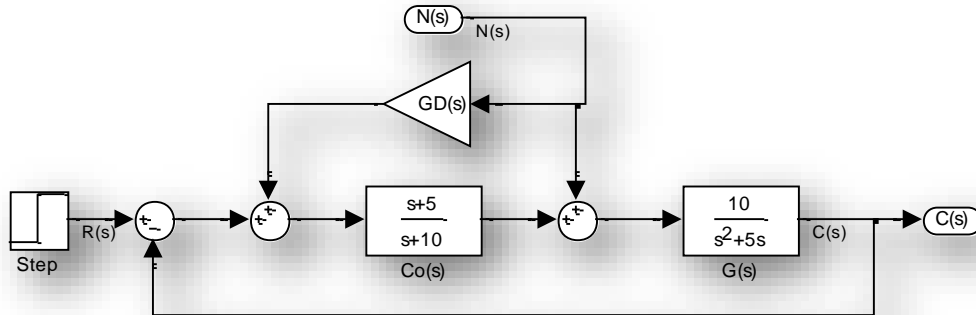 N(s)
N(s)
GD(s)
R(s)
Step
+
−
+
+
s+5
s+10
Co(s)
+
+
10
s²+5s
G(s)
C(s)
C(s)